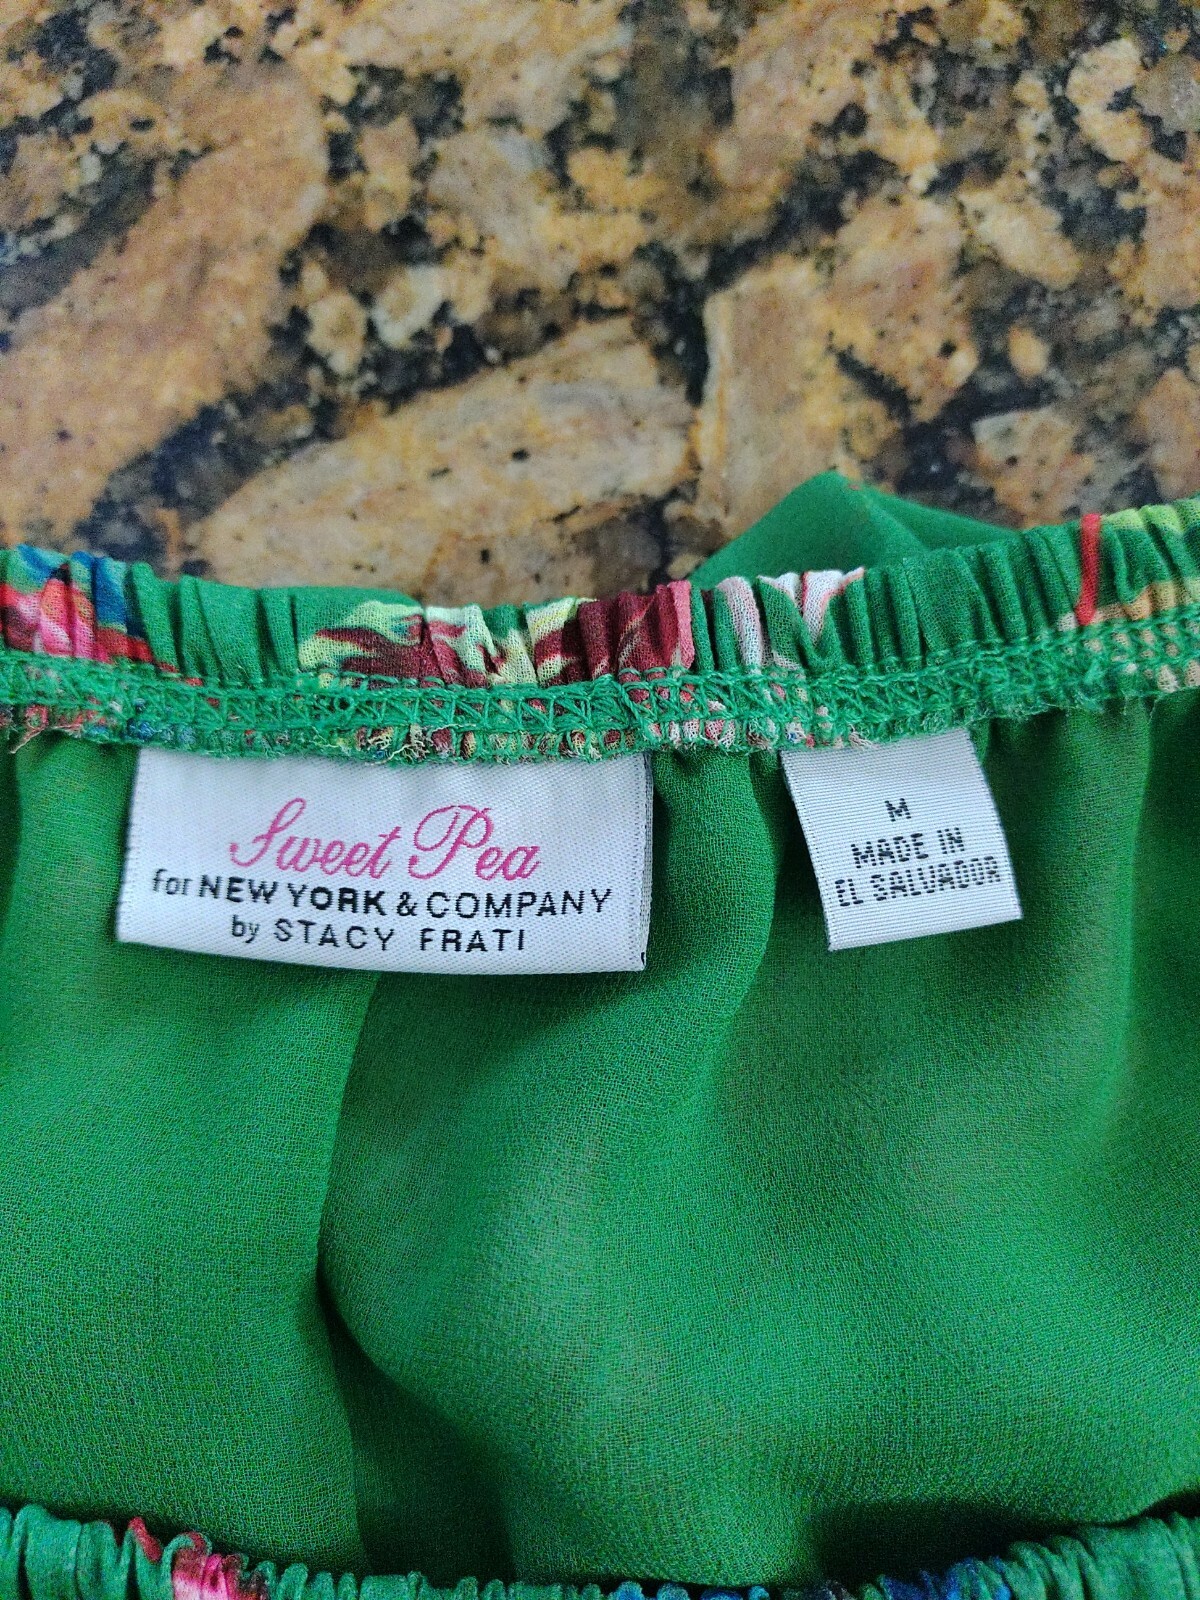 Sweet Pea
for NEW YORK & COMPANY
by STACY FRATI
M
MADE IN
EL SALVADOR